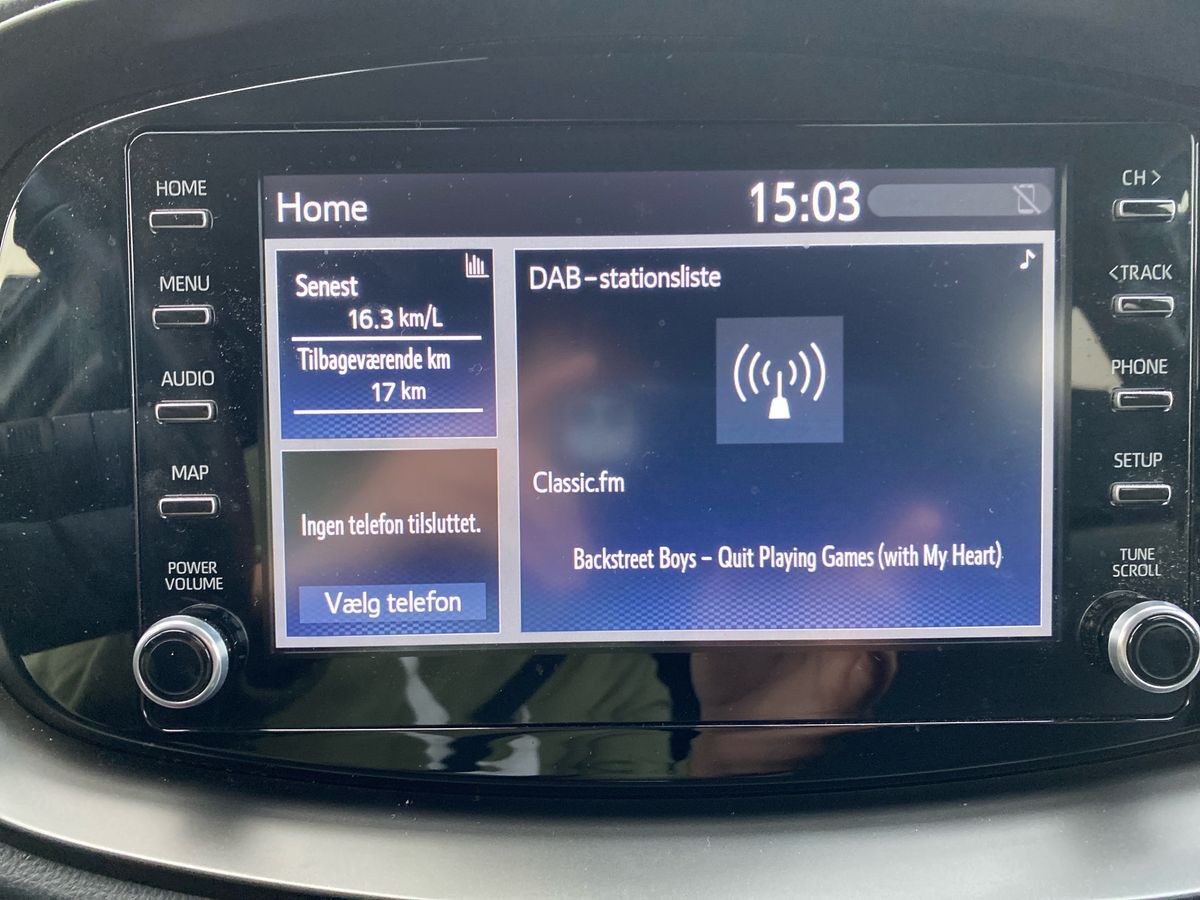 HOME
MENU
AUDIO
MAP
POWER
VOLUME
Home
15:03
Senest
16.3 km/L
Tilbageværende km
17 km
Ingen telefon tilsluttet.
Vælg telefon
DAB-stationsliste
Classic.fm
Backstreet Boys - Quit Playing Games (with My Heart)
CH >
<TRACK
PHONE
SETUP
TUNE
SCROLL